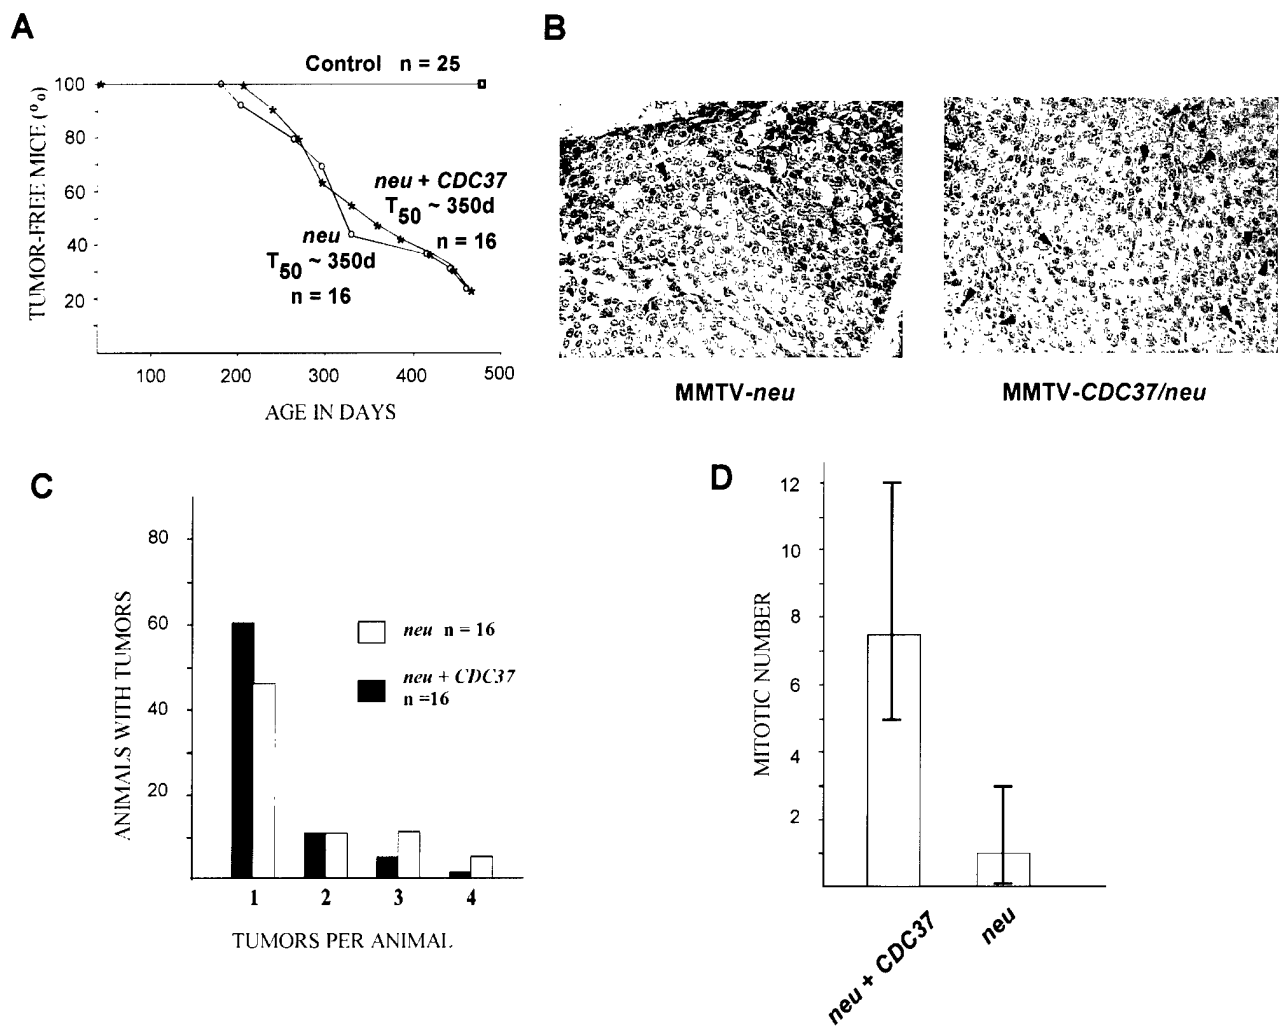 A
Control n = 25
TUMOR-FREE MICE (%)
100
80
60
40
20
neu + CDC37
T50 ~ 350d
n = 16
neu
T50 ~ 350d
n = 16
100 200 300 400 500
AGE IN DAYS
B
MMTV-neu
MMTV-CDC37/neu
C
ANIMALS WITH TUMORS
80
60
40
20
neu n = 16
neu + CDC37
n =16
1 2 3 4
TUMORS PER ANIMAL
D
MITOTIC NUMBER
12
10
8
6
4
2
neu + CDC37
neu